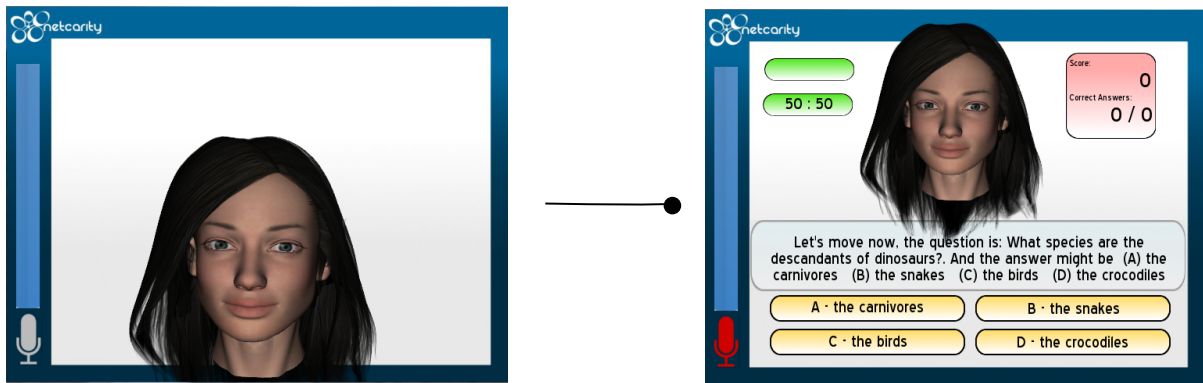 netcarity
netcarity
50 : 50
Score:
0
Correct Answers:
0 / 0
Let's move now, the question is: What species are the
descandants of dinosaurs?. And the answer might be (A) the
carnivores (B) the snakes (C) the birds (D) the crocodiles
A - the carnivores
B - the snakes
C - the birds
D - the crocodiles